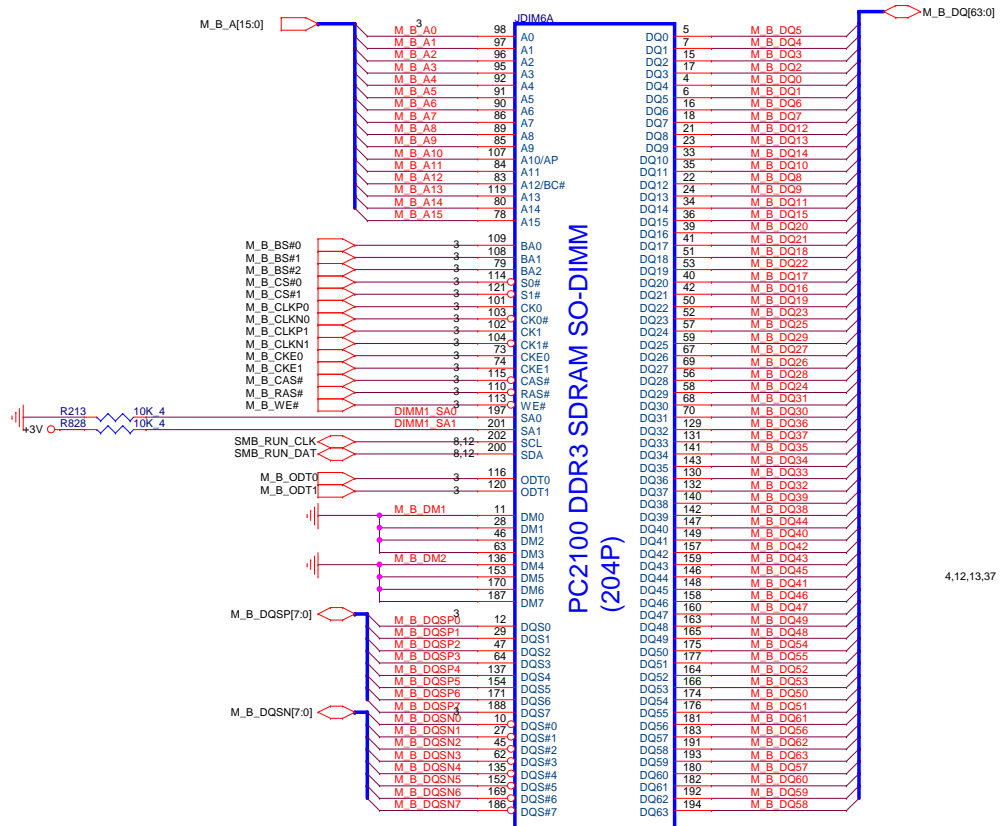 M_B_A[15:0]
3
JDIM6A
M_B_DQ[63:0]
M_B_A0 98 A0
M_B_A1 97 A1
M_B_A2 96 A2
M_B_A3 95 A3
M_B_A4 92 A4
M_B_A5 91 A5
M_B_A6 90 A6
M_B_A7 86 A7
M_B_A8 89 A8
M_B_A9 85 A9
M_B_A10 107 A10/AP
M_B_A11 84 A11
M_B_A12 83 A12/BC#
M_B_A13 119 A13
M_B_A14 80 A14
M_B_A15 78 A15
M_B_BS#0 3 109 BA0
M_B_BS#1 3 108 BA1
M_B_BS#2 3 79 BA2
M_B_CS#0 3 114 S0#
M_B_CS#1 3 121 S1#
M_B_CLKP0 3 101 CK0
M_B_CLKN0 3 103 CK0#
M_B_CLKP1 3 102 CK1
M_B_CLKN1 3 104 CK1#
M_B_CKE0 3 73 CKE0
M_B_CKE1 3 74 CKE1
M_B_CAS# 3 115 CAS#
M_B_RAS# 3 110 RAS#
M_B_WE# 3 113 WE#
R213 10K_4 DIMM1_SA0 197 SA0
+3V R828 10K_4 DIMM1_SA1 201 SA1
SMB_RUN_CLK 8,12 202 SCL
SMB_RUN_DAT 8,12 200 SDA
M_B_ODT0 3 116 ODT0
M_B_ODT1 3 120 ODT1
M_B_DM1 11 DM0
28 DM1
46 DM2
63 DM3
M_B_DM2 136 DM4
153 DM5
170 DM6
187 DM7
M_B_DQSP[7:0] 3
M_B_DQSP0 12 DQS0
M_B_DQSP1 29 DQS1
M_B_DQSP2 47 DQS2
M_B_DQSP3 64 DQS3
M_B_DQSP4 137 DQS4
M_B_DQSP5 154 DQS5
M_B_DQSP6 171 DQS6
M_B_DQSP7 188 DQS7
M_B_DQSN[7:0] 3
M_B_DQSN0 10 DQS#0
M_B_DQSN1 27 DQS#1
M_B_DQSN2 45 DQS#2
M_B_DQSN3 62 DQS#3
M_B_DQSN4 135 DQS#4
M_B_DQSN5 152 DQS#5
M_B_DQSN6 169 DQS#6
M_B_DQSN7 186 DQS#7
PC2100 DDR3 SDRAM SO-DIMM
(204P)
DQ0 5 M_B_DQ5
DQ1 7 M_B_DQ4
DQ2 15 M_B_DQ3
DQ3 17 M_B_DQ2
DQ4 4 M_B_DQ0
DQ5 6 M_B_DQ1
DQ6 16 M_B_DQ6
DQ7 18 M_B_DQ7
DQ8 21 M_B_DQ12
DQ9 23 M_B_DQ13
DQ10 33 M_B_DQ14
DQ11 35 M_B_DQ10
DQ12 22 M_B_DQ8
DQ13 24 M_B_DQ9
DQ14 34 M_B_DQ11
DQ15 36 M_B_DQ15
DQ16 39 M_B_DQ20
DQ17 41 M_B_DQ21
DQ18 51 M_B_DQ18
DQ19 53 M_B_DQ22
DQ20 40 M_B_DQ17
DQ21 42 M_B_DQ16
DQ22 50 M_B_DQ19
DQ23 52 M_B_DQ23
DQ24 57 M_B_DQ25
DQ25 59 M_B_DQ29
DQ26 67 M_B_DQ27
DQ27 69 M_B_DQ26
DQ28 56 M_B_DQ28
DQ29 58 M_B_DQ24
DQ30 68 M_B_DQ31
DQ31 70 M_B_DQ30
DQ32 129 M_B_DQ36
DQ33 131 M_B_DQ37
DQ34 141 M_B_DQ35
DQ35 143 M_B_DQ34
DQ36 130 M_B_DQ33
DQ37 132 M_B_DQ32
DQ38 140 M_B_DQ39
DQ39 142 M_B_DQ38
DQ40 147 M_B_DQ44
DQ41 149 M_B_DQ40
DQ42 157 M_B_DQ42
DQ43 159 M_B_DQ43
DQ44 146 M_B_DQ45
DQ45 148 M_B_DQ41
DQ46 158 M_B_DQ46
DQ47 160 M_B_DQ47
DQ48 163 M_B_DQ49
DQ49 165 M_B_DQ48
DQ50 175 M_B_DQ54
DQ51 177 M_B_DQ55
DQ52 164 M_B_DQ52
DQ53 166 M_B_DQ53
DQ54 174 M_B_DQ50
DQ55 176 M_B_DQ51
DQ56 181 M_B_DQ61
DQ57 183 M_B_DQ56
DQ58 191 M_B_DQ62
DQ59 193 M_B_DQ63
DQ60 180 M_B_DQ57
DQ61 182 M_B_DQ60
DQ62 192 M_B_DQ59
DQ63 194 M_B_DQ58
4,12,13,37